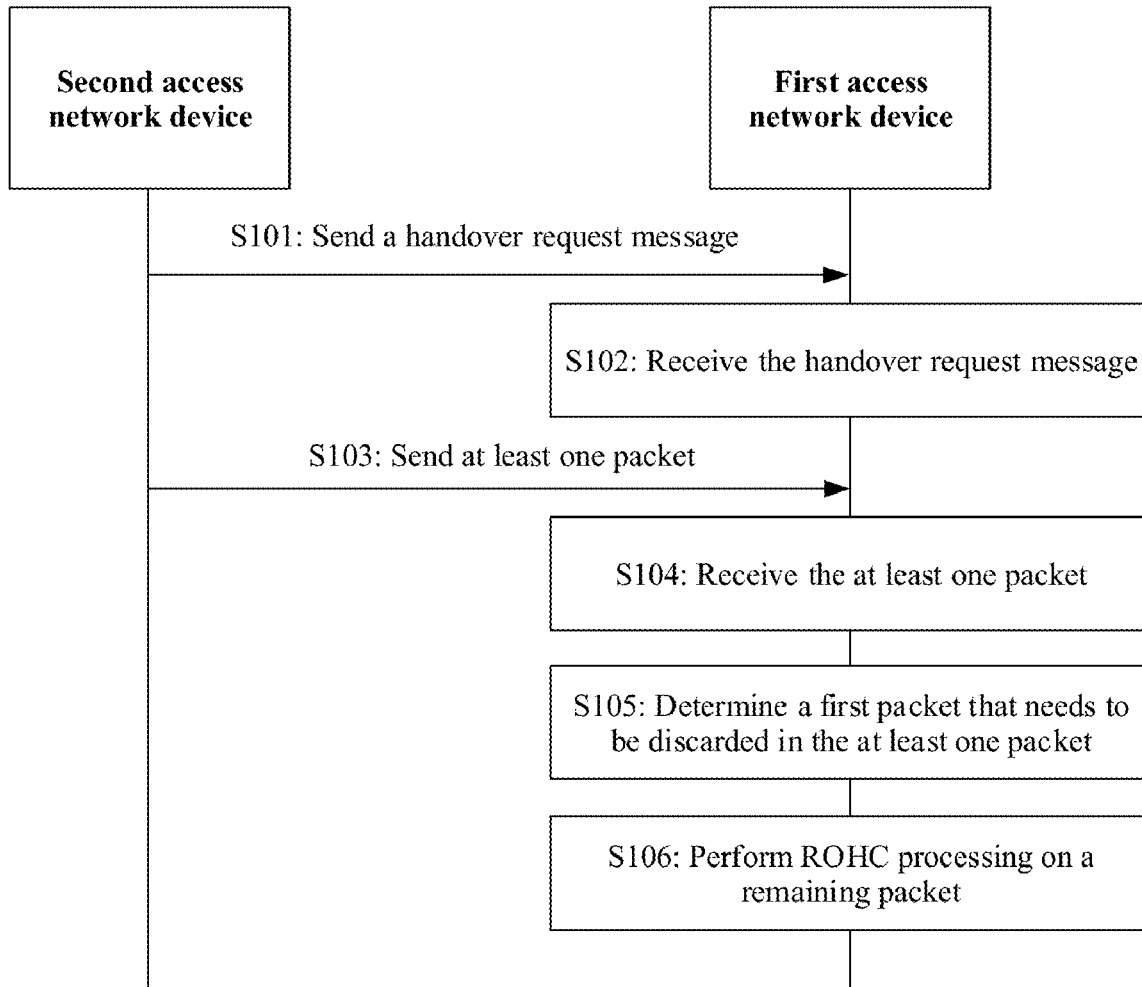 Second access
network device
First access
network device
S101: Send a handover request message
S102: Receive the handover request message
S103: Send at least one packet
S104: Receive the at least one packet
S105: Determine a first packet that needs to
be discarded in the at least one packet
S106: Perform ROHC processing on a
remaining packet